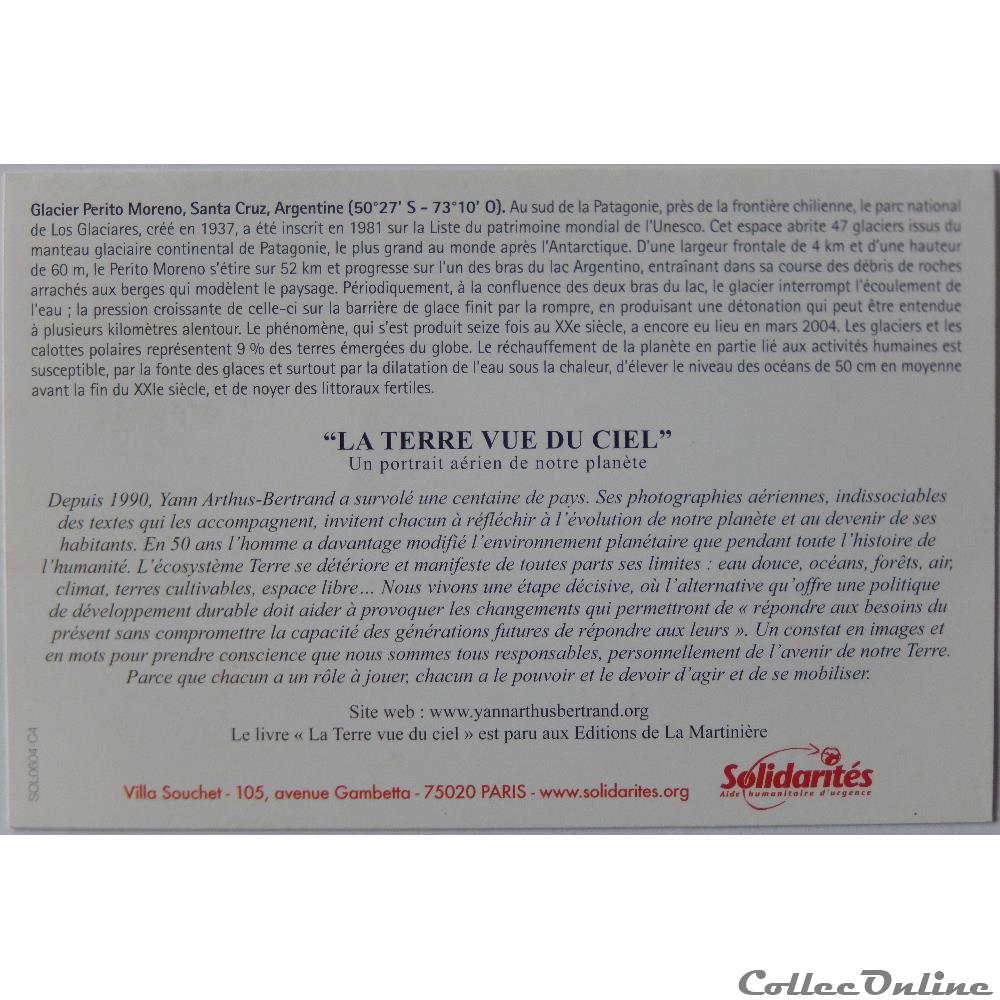 Glacier Perito Moreno, Santa Cruz, Argentine (50°27' S - 73°10' O). Au sud de la Patagonie, près de la frontière chilienne, le parc national
de Los Glaciares, créé en 1937, a été inscrit en 1981 sur la Liste du patrimoine mondial de l'Unesco. Cet espace abrite 47 glaciers issus du
manteau glaciaire continental de Patagonie, le plus grand au monde après l'Antarctique. D'une largeur frontale de 4 km et d'une hauteur
de 60 m, le Perito Moreno s'étire sur 52 km et progresse sur l'un des bras du lac Argentino, entraînant dans sa course des débris de roches
arrachés aux berges qui modèlent le paysage. Périodiquement, à la confluence des deux bras du lac, le glacier interrompt l'écoulement de
l'eau ; la pression croissante de celle-ci sur la barrière de glace finit par la rompre, en produisant une détonation qui peut être entendue
à plusieurs kilomètres alentour. Le phénomène, qui s'est produit seize fois au XXe siècle, a encore eu lieu en mars 2004. Les glaciers et les
calottes polaires représentent 9 % des terres émergées du globe. Le réchauffement de la planète en partie lié aux activités humaines est
susceptible, par la fonte des glaces et surtout par la dilatation de l'eau sous la chaleur, d'élever le niveau des océans de 50 cm en moyenne
avant la fin du XXIe siècle, et de noyer des littoraux fertiles.
“LA TERRE VUE DU CIEL”
Un portrait aérien de notre planète
Depuis 1990, Yann Arthus-Bertrand a survolé une centaine de pays. Ses photographies aériennes, indissociables
des textes qui les accompagnent, invitent chacun à réfléchir à l'évolution de notre planète et au devenir de ses
habitants. En 50 ans l'homme a davantage modifié l'environnement planétaire que pendant toute l'histoire de
l'humanité. L'écosystème Terre se détériore et manifeste de toutes parts ses limites : eau douce, océans, forêts, air,
climat, terres cultivables, espace libre... Nous vivons une étape décisive, où l'alternative qu'offre une politique
de développement durable doit aider à provoquer les changements qui permettront de « répondre aux besoins du
présent sans compromettre la capacité des générations futures de répondre aux leurs ». Un constat en images et
en mots pour prendre conscience que nous sommes tous responsables, personnellement de l'avenir de notre Terre.
Parce que chacun a un rôle à jouer, chacun a le pouvoir et le devoir d'agir et de se mobiliser.
Site web : www.yannarthusbertrand.org
Le livre « La Terre vue du ciel » est paru aux Editions de La Martinière
SOL0604-C4
Villa Souchet - 105, avenue Gambetta - 75020 PARIS - www.solidarites.org
Solidarités
Aide humanitaire d'urgence
CollecOnline